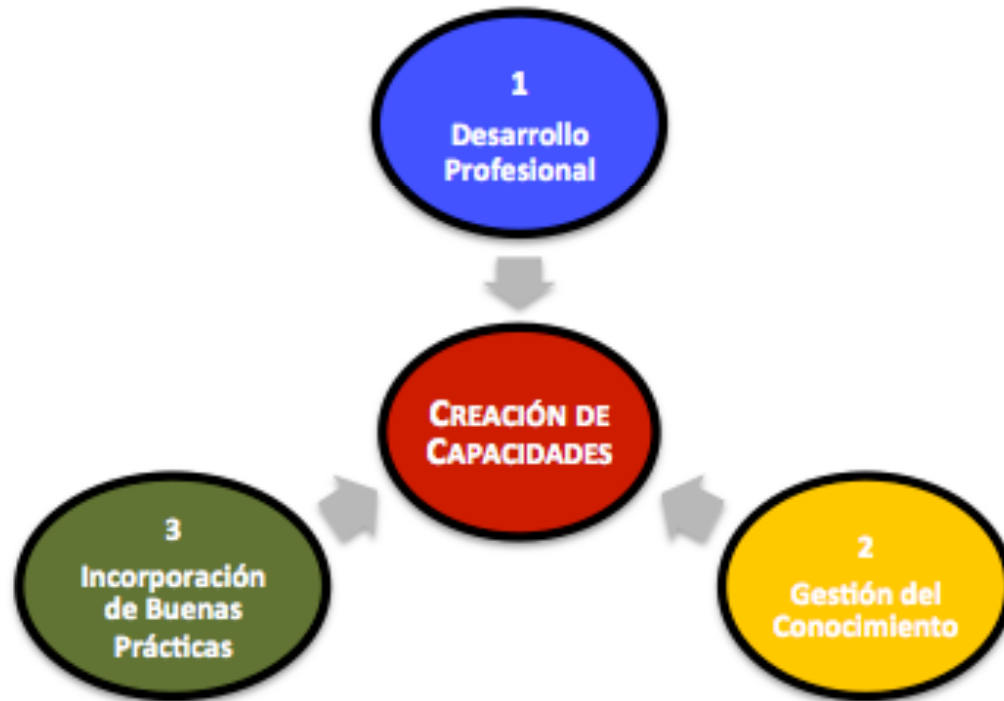 1
Desarrollo
Profesional
CREACIÓN DE
CAPACIDADES
3
Incorporación
de Buenas
Prácticas
2
Gestión del
Conocimiento